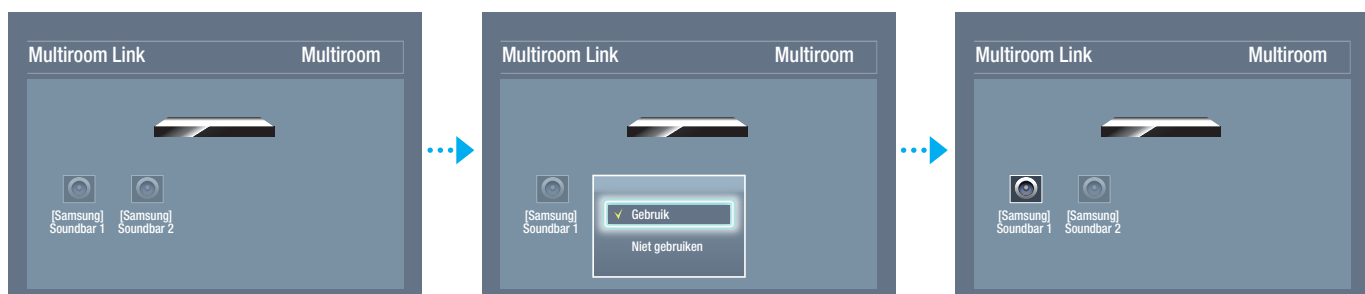 Multiroom Link Multiroom
[Samsung] [Samsung]
Soundbar 1 Soundbar 2
Multiroom Link Multiroom
[Samsung]
Soundbar 1
Gebruik
Niet gebruiken
Multiroom Link Multiroom
[Samsung] [Samsung]
Soundbar 1 Soundbar 2